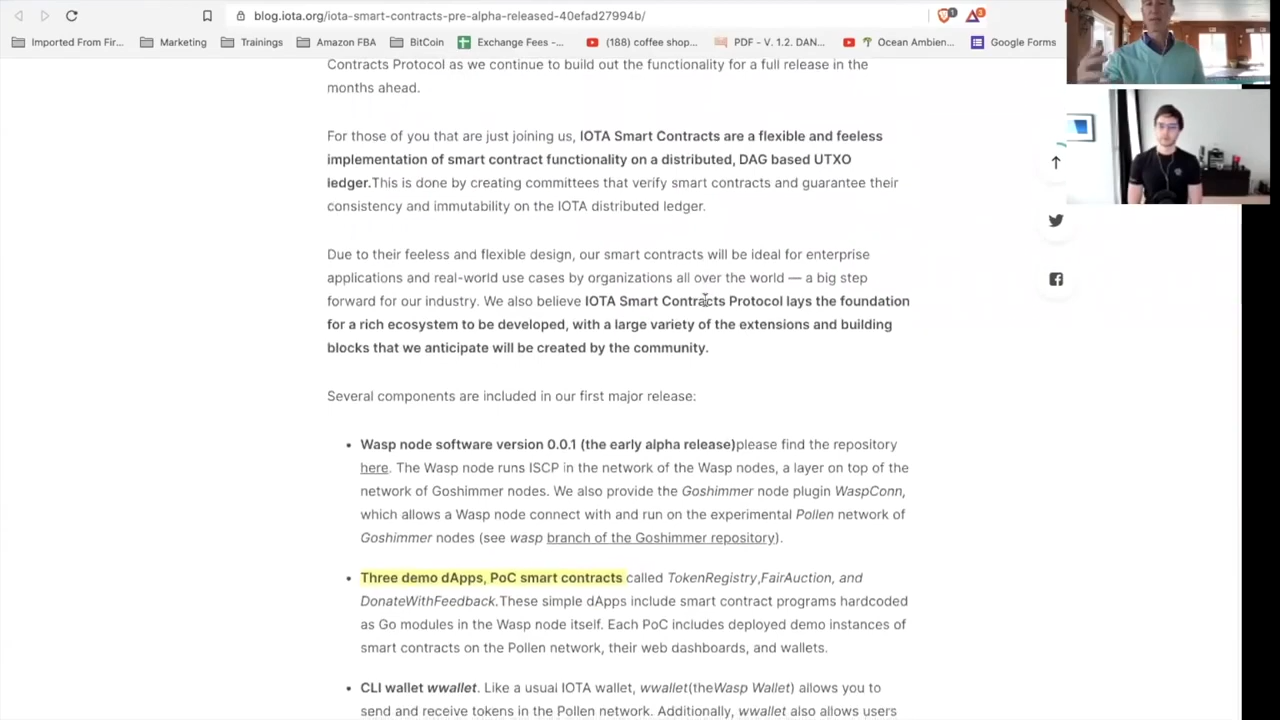 blog.iota.org/iota-smart-contracts-pre-alpha-released-40efad27994b/
Imported From Fir... Marketing Trainings Amazon FBA BitCoin Exchange Fees -... (188) coffee shop... PDF - V. 1.2. DAN... Ocean Ambien... Google Forms
Contracts Protocol as we continue to build out the functionality for a full release in the
months ahead.
For those of you that are just joining us, IOTA Smart Contracts are a flexible and feeless
implementation of smart contract functionality on a distributed, DAG based UTXO
ledger.This is done by creating committees that verify smart contracts and guarantee their
consistency and immutability on the IOTA distributed ledger.
Due to their feeless and flexible design, our smart contracts will be ideal for enterprise
applications and real-world use cases by organizations all over the world — a big step
forward for our industry. We also believe IOTA Smart Contracts Protocol lays the foundation
for a rich ecosystem to be developed, with a large variety of the extensions and building
blocks that we anticipate will be created by the community.
Several components are included in our first major release:
• Wasp node software version 0.0.1 (the early alpha release)please find the repository
here. The Wasp node runs ISCP in the network of the Wasp nodes, a layer on top of the
network of Goshimmer nodes. We also provide the Goshimmer node plugin WaspConn,
which allows a Wasp node connect with and run on the experimental Pollen network of
Goshimmer nodes (see wasp branch of the Goshimmer repository).
• Three demo dApps, PoC smart contracts called TokenRegistry,FairAuction, and
DonateWithFeedback.These simple dApps include smart contract programs hardcoded
as Go modules in the Wasp node itself. Each PoC includes deployed demo instances of
smart contracts on the Pollen network, their web dashboards, and wallets.
• CLI wallet wwallet. Like a usual IOTA wallet, wwallet(theWasp Wallet) allows you to
send and receive tokens in the Pollen network. Additionally, wwallet also allows users